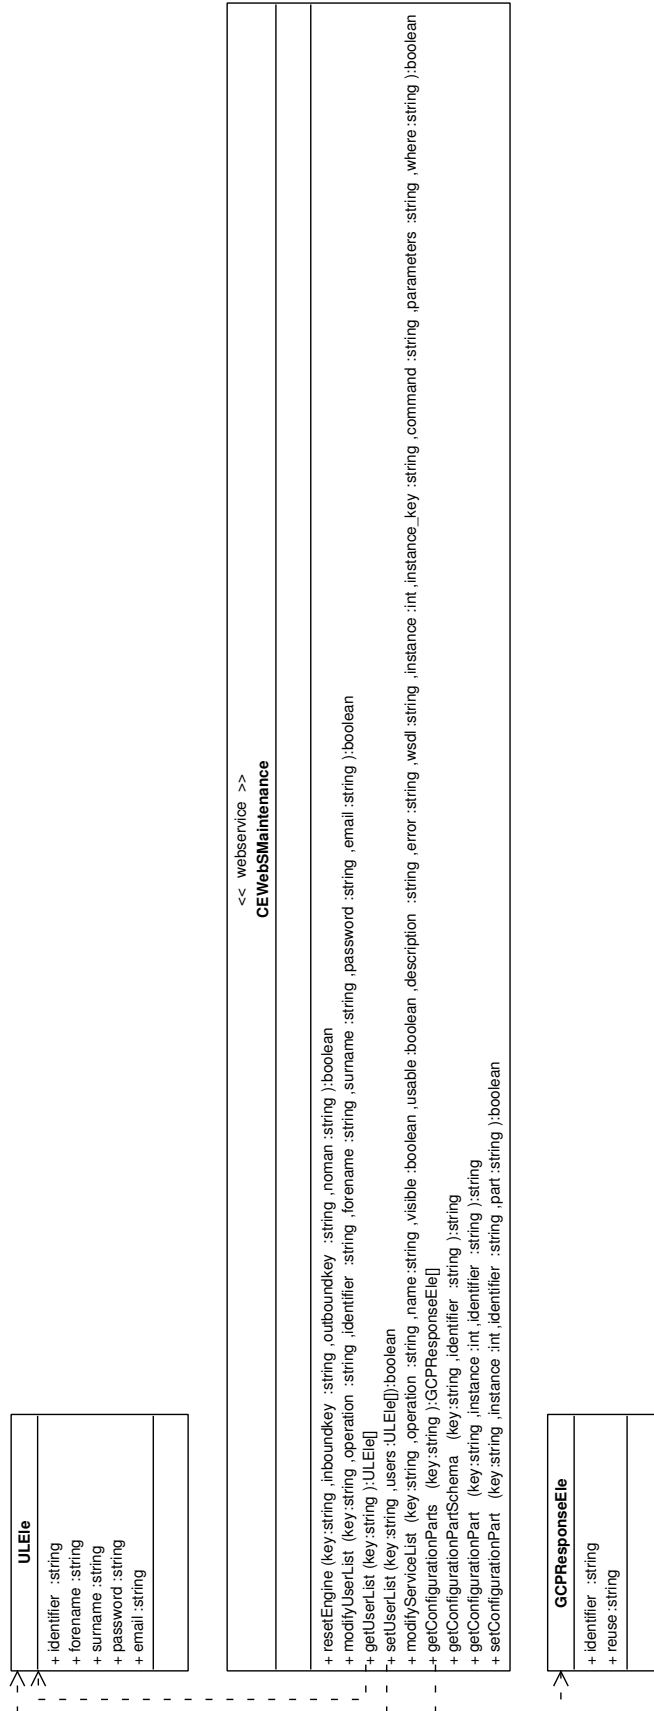 ULEle
+ identifier :string
+ forename :string
+ surname :string
+ password :string
+ email :string
<< webservice >>
CEWebSMaintenance
+ resetEngine (key:string ,inboundkey :string ,outboundkey :string ,noman :string ):boolean
+ modifyUserList (key:string ,operation :string ,identifier :string ,forename :string ,surname :string ,password :string ,email :string ):boolean
+ getUserList (key:string ):ULEle[]
+ setUserList (key:string ,users :ULEle[]):boolean
+ modifyServiceList (key:string ,operation :string ,name:string ,visible :boolean ,usable :boolean ,description :string ,error :string ,wsdl :string ,instance :int ,instance_key :string ,command :string ,parameters :string ,where :string ):boolean
+ getConfigurationParts (key:string ):GCPResponseEle[]
+ getConfigurationPartSchema (key:string ,identifier :string ):string
+ getConfigurationPart (key:string ,instance :int ,identifier :string ):string
+ setConfigurationPart (key:string ,instance :int ,identifier :string ,part :string ):boolean
GCPResponseEle
+ identifier :string
+ reuse:string